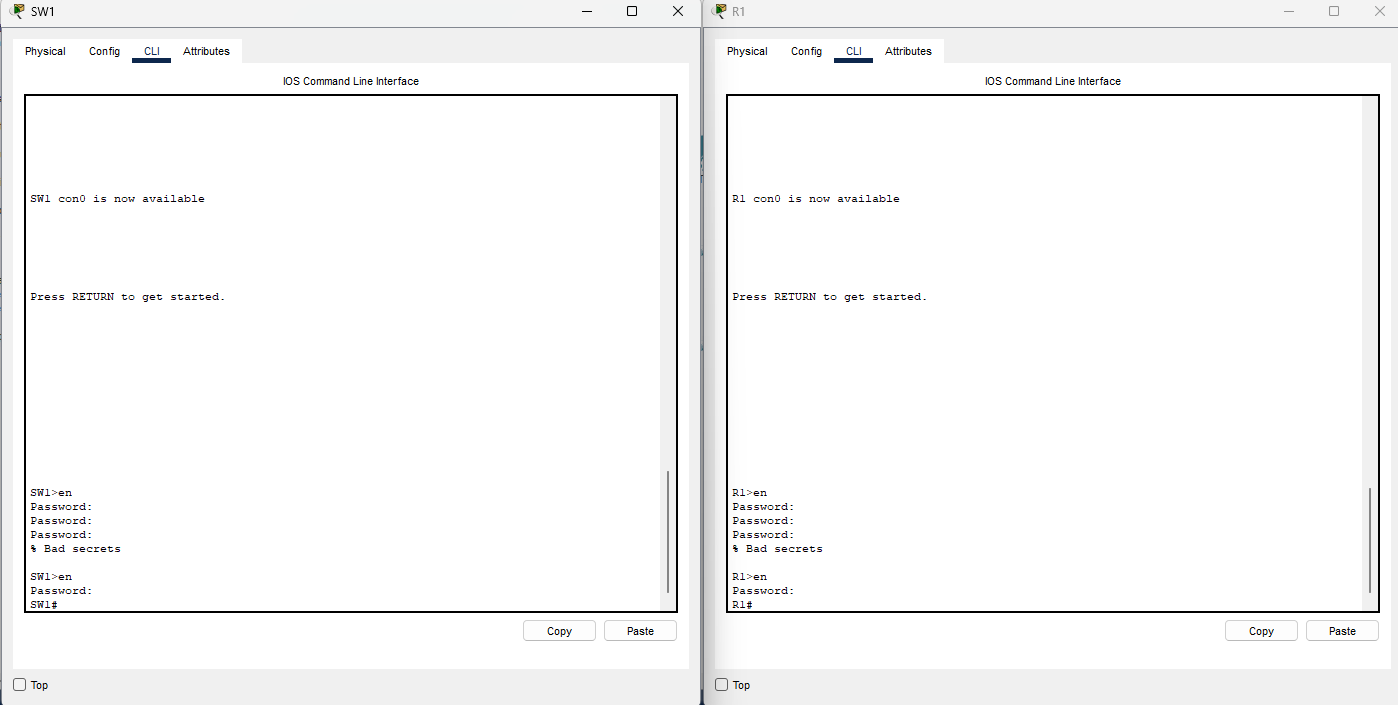 SW1
Physical Config CLI Attributes
IOS Command Line Interface
SW1 con0 is now available
Press RETURN to get started.
SW1>en
Password:
Password:
Password:
% Bad secrets
SW1>en
Password:
SW1#
Copy Paste
Top
R1
Physical Config CLI Attributes
IOS Command Line Interface
R1 con0 is now available
Press RETURN to get started.
R1>en
Password:
Password:
Password:
% Bad secrets
R1>en
Password:
R1#
Copy Paste
Top